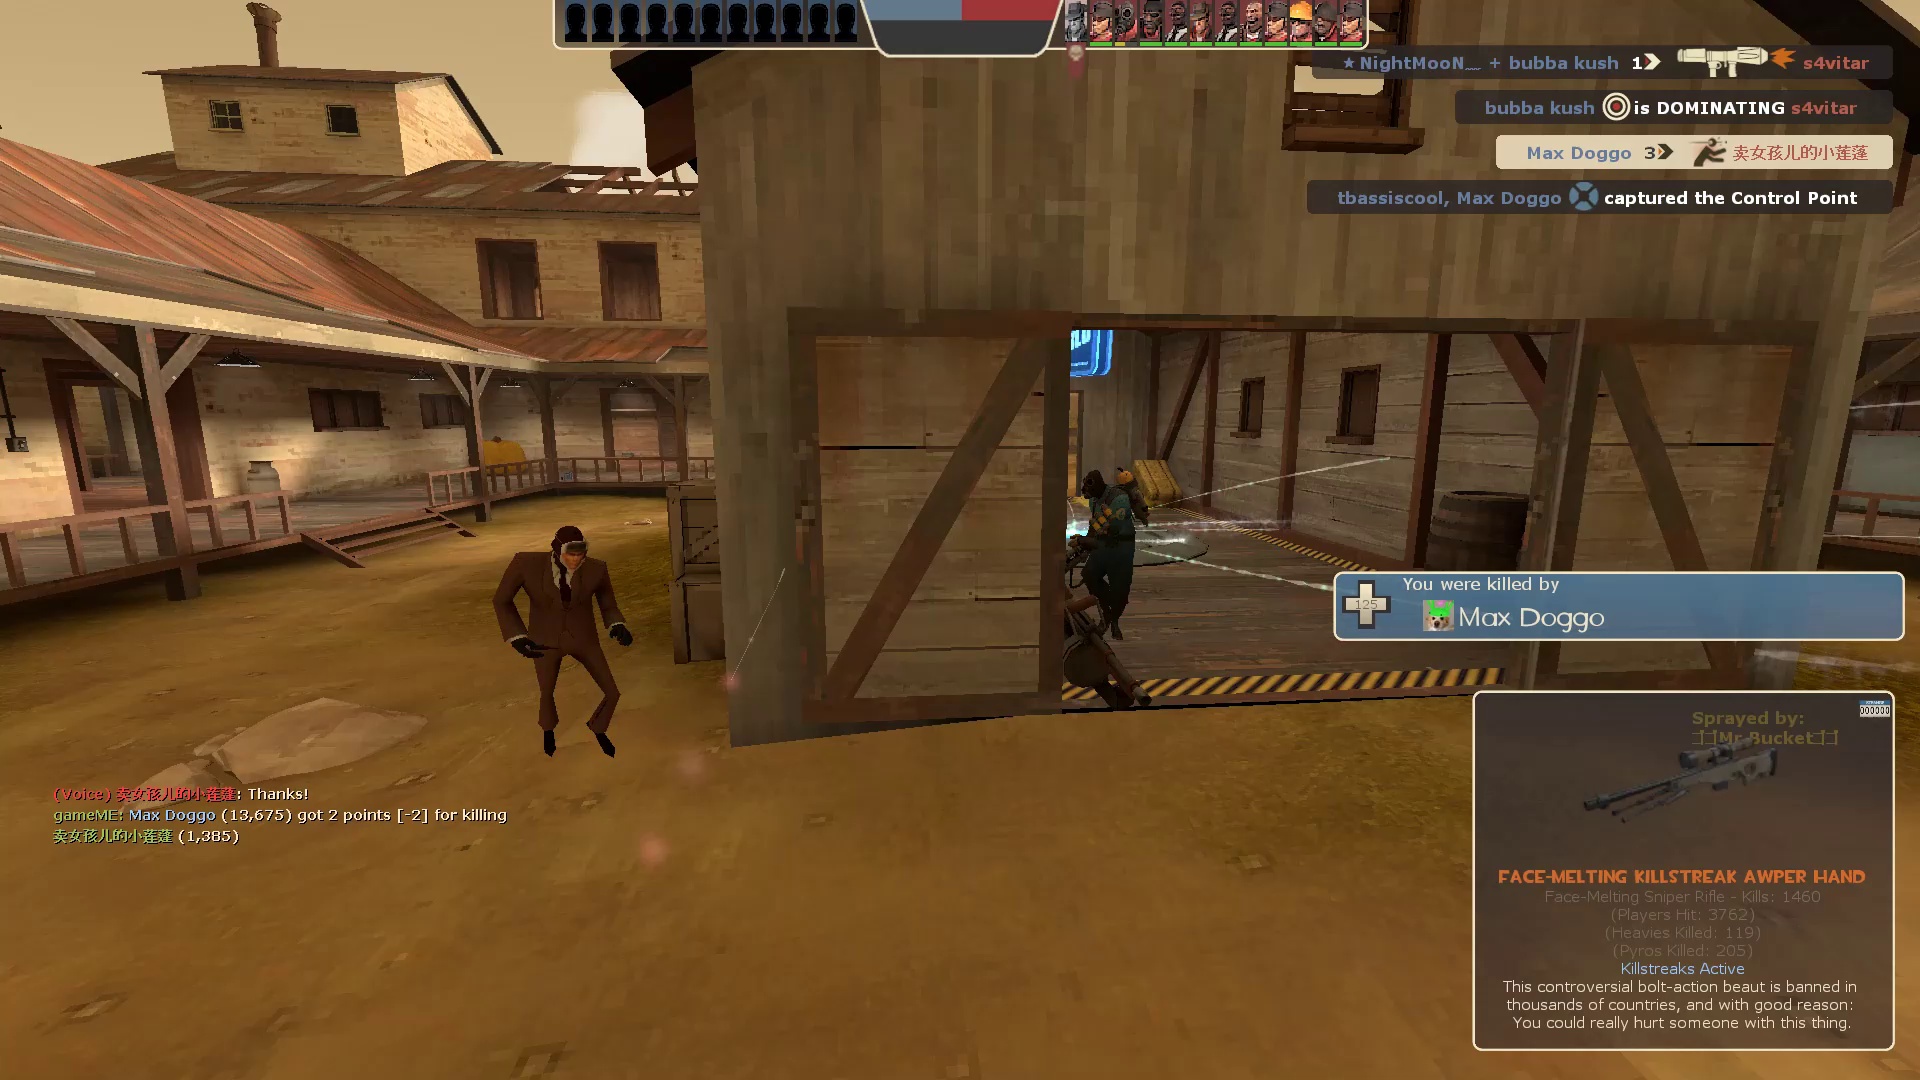 ★NightMooN__ + bubba kush 1 s4vitar
bubba kush is DOMINATING s4vitar
Max Doggo 3 卖女孩儿的小莲蓬
tbassiscool, Max Doggo captured the Control Point
You were killed by
125
Max Doggo
000000
Sprayed by:
Mr Bucket
FACE-MELTING KILLSTREAK AWPER HAND
Face-Melting Sniper Rifle - Kills: 1460
(Players Hit: 3762)
(Heavies Killed: 119)
(Pyros Killed: 205)
Killstreaks Active
This controversial bolt-action beaut is banned in
thousands of countries, and with good reason:
You could really hurt someone with this thing.
(Voice) 卖女孩儿的小莲蓬: Thanks!
gameME: Max Doggo (13,675) got 2 points [-2] for killing
卖女孩儿的小莲蓬 (1,385)